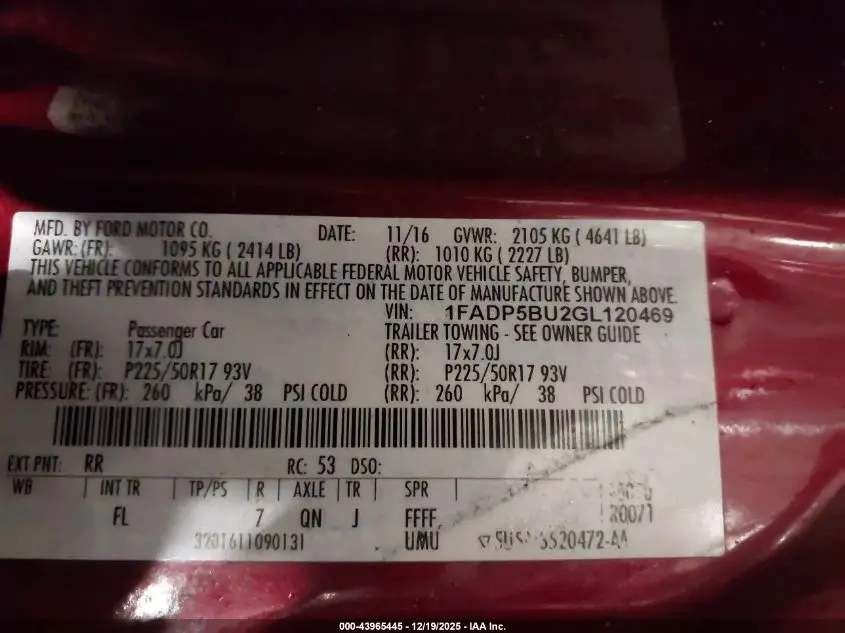 MFD. BY FORD MOTOR CO. DATE: 11/16 GVWR: 2105 KG ( 4641 LB)
GAWR: (FR): 1095 KG ( 2414 LB) (RR): 1010 KG ( 2227 LB)
THIS VEHICLE CONFORMS TO ALL APPLICABLE FEDERAL MOTOR VEHICLE SAFETY, BUMPER,
AND THEFT PREVENTION STANDARDS IN EFFECT ON THE DATE OF MANUFACTURE SHOWN ABOVE.
VIN: 1FADP5BU2GL120469
TYPE: Passenger Car TRAILER TOWING - SEE OWNER GUIDE
RIM: (FR): 17x7.0J (RR): 17x7.0J
TIRE: (FR): P225/50R17 93V (RR): P225/50R17 93V
PRESSURE: (FR): 260 kPa/ 38 PSI COLD (RR): 260 kPa/ 38 PSI COLD
EXT PNT: RR RC: 53 DSO:
WB INT TR TP/PS R AXLE TR SPR
FL 7 QN J FFFF
3201611090131 UMU
000-43965445 - 12/19/2025 - IAA Inc.